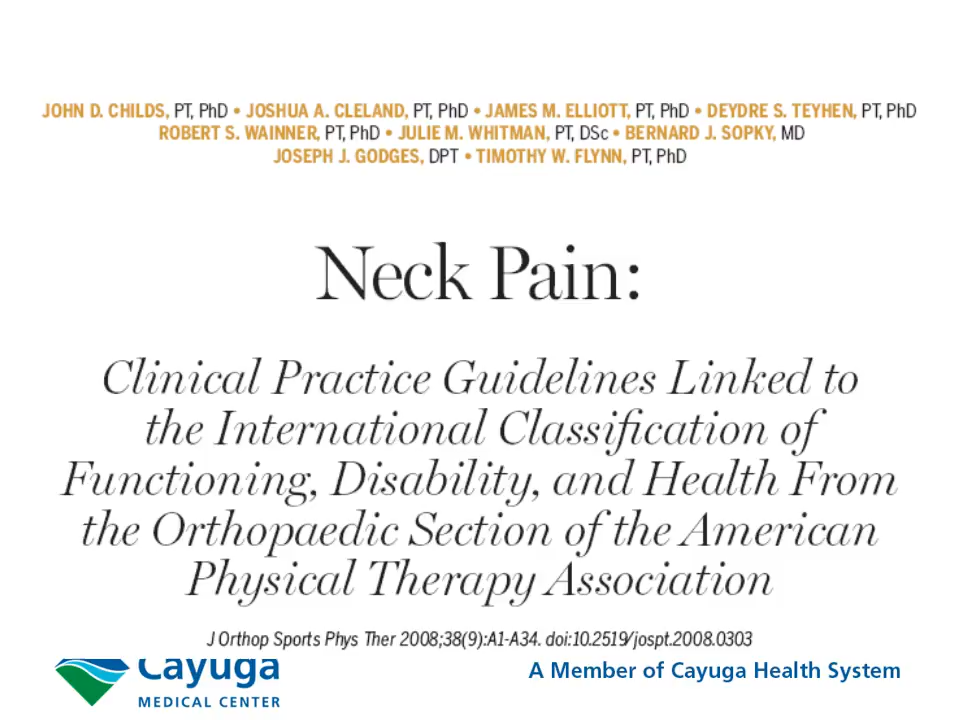 JOHN D. CHILDS, PT, PhD • JOSHUA A. CLELAND, PT, PhD • JAMES M. ELLIOTT, PT, PhD • DEYDRE S. TEYHEN, PT, PhD
ROBERT S. WAINNER, PT, PhD • JULIE M. WHITMAN, PT, DSc • BERNARD J. SOPKY, MD
JOSEPH J. GODGES, DPT • TIMOTHY W. FLYNN, PT, PhD
Neck Pain:
Clinical Practice Guidelines Linked to
the International Classification of
Functioning, Disability, and Health From
the Orthopaedic Section of the American
Physical Therapy Association
J Orthop Sports Phys Ther 2008;38(9):A1-A34. doi:10.2519/jospt.2008.0303
Cayuga
MEDICAL CENTER
A Member of Cayuga Health System